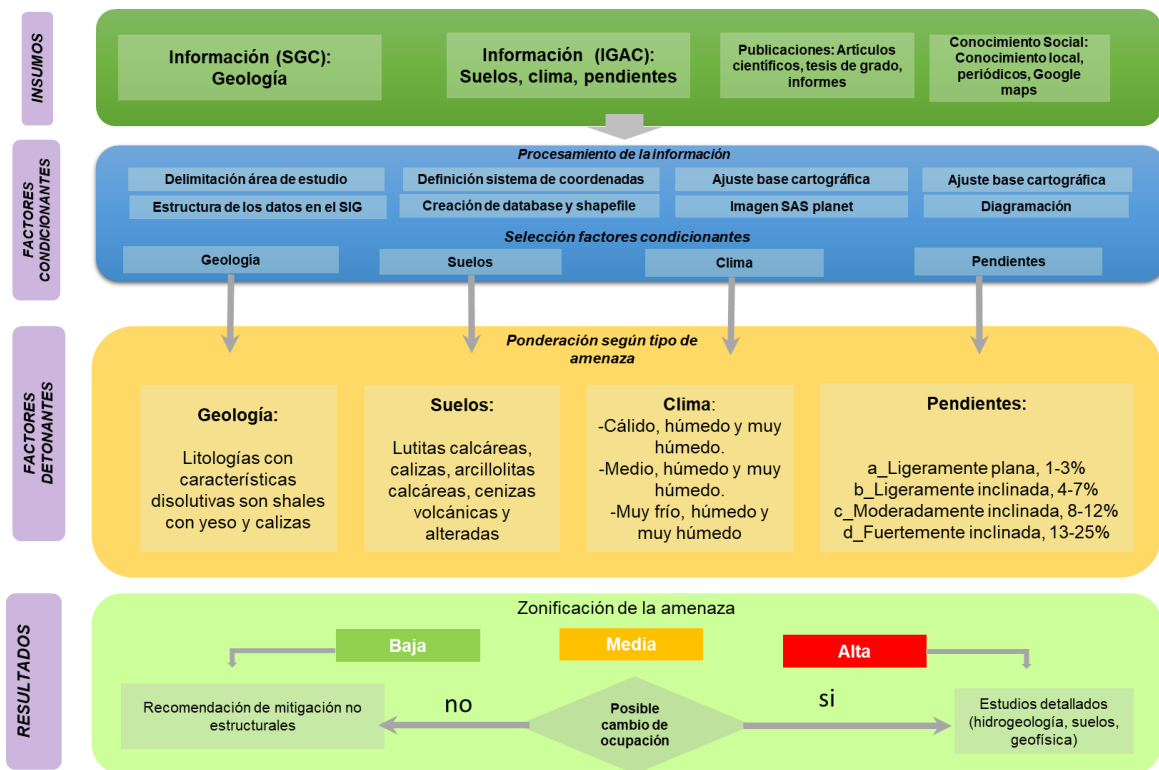 INSUMOS
Información (SGC):
Geología
Información (IGAC):
Suelos, clima, pendientes
Publicaciones: Artículos
científicos, tesis de grado,
informes
Conocimiento Social:
Conocimiento local,
periódicos, Google
maps
FACTORES
CONDICIONANTES
Procesamiento de la información
Delimitación área de estudio
Definición sistema de coordenadas
Ajuste base cartográfica
Ajuste base cartográfica
Estructura de los datos en el SIG
Creación de database y shapefile
Imagen SAS planet
Diagramación
Selección factores condicionantes
Geología
Suelos
Clima
Pendientes
FACTORES
DETONANTES
Ponderación según tipo de
amenaza
Geología:
Litologías con
características
disolutivas son shales
con yeso y calizas
Suelos:
Lutitas calcáreas,
calizas, arcillolitas
calcáreas, cenizas
volcánicas y
alteradas
Clima:
-Cálido, húmedo y muy
húmedo.
-Medio, húmedo y muy
húmedo.
-Muy frío, húmedo y
muy húmedo
Pendientes:
a_Ligeramente plana, 1-3%
b_Ligeramente inclinada, 4-7%
c_Moderadamente inclinada, 8-12%
d_Fuertemente inclinada, 13-25%
RESULTADOS
Zonificación de la amenaza
Baja
Media
Alta
Recomendación de mitigación no
estructurales
no
Posible
cambio de
ocupación
si
Estudios detallados
(hidrogeología, suelos,
geofísica)